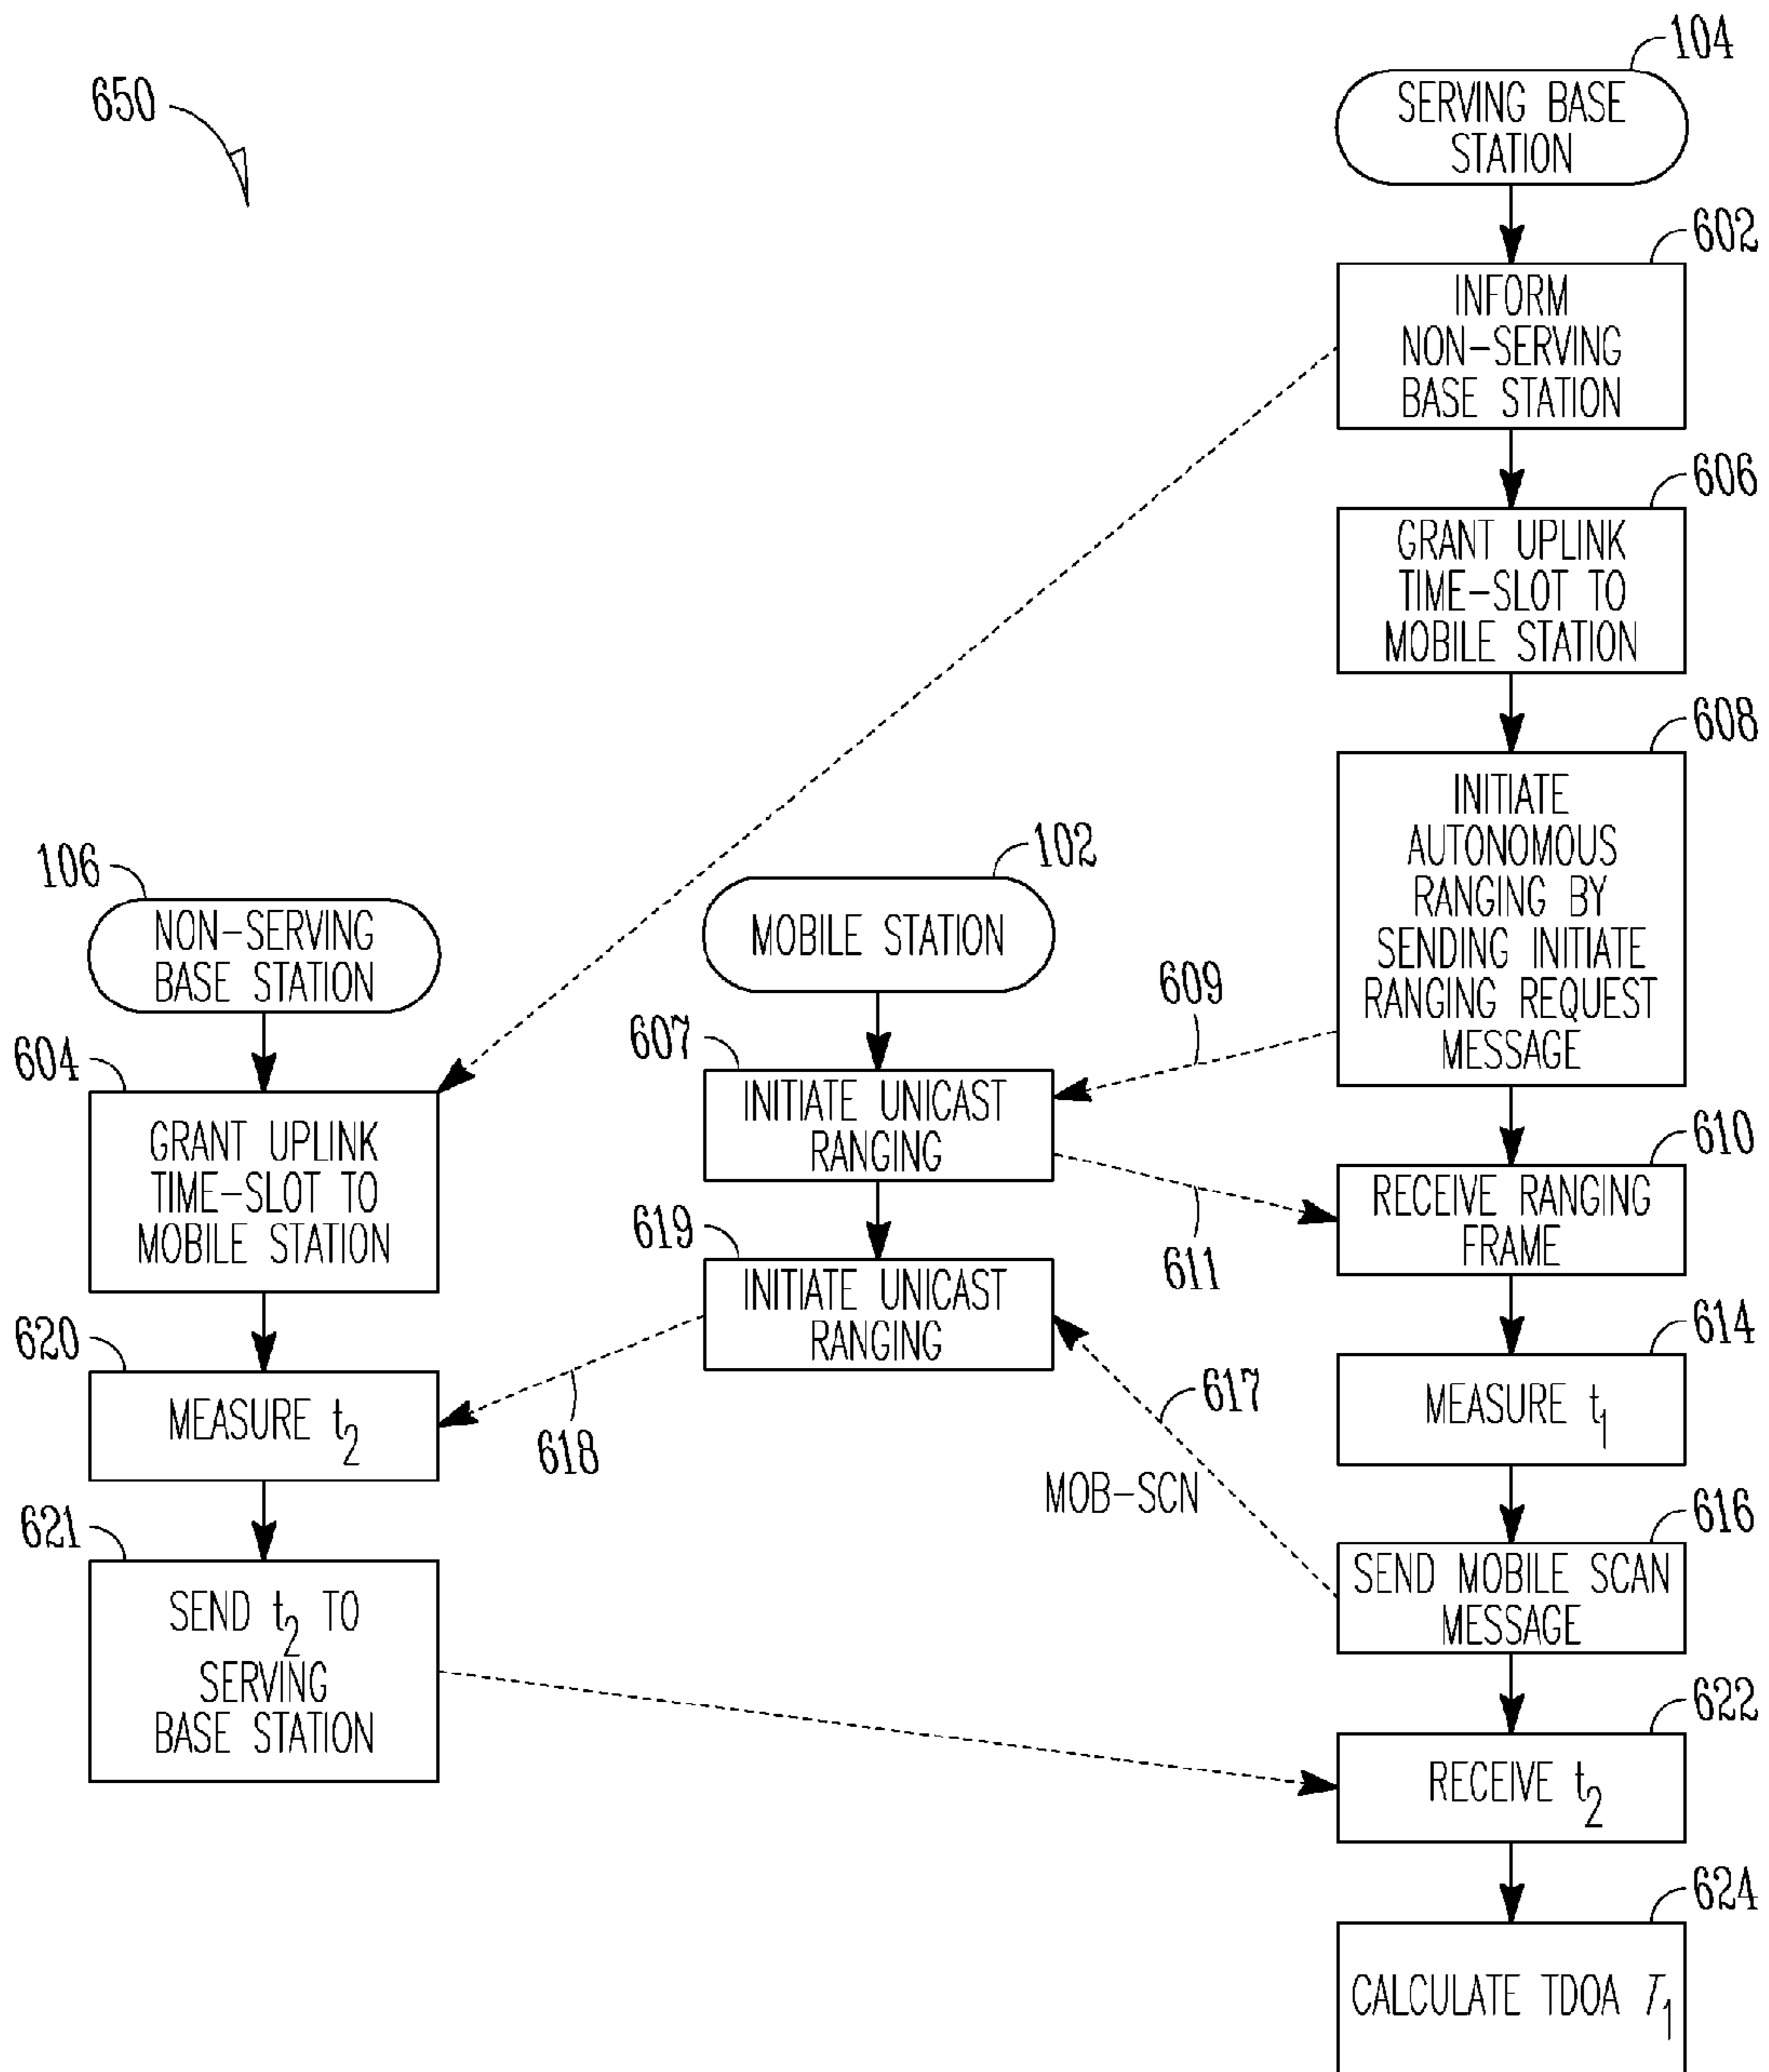 650
104
SERVING BASE
STATION
602
INFORM
NON-SERVING
BASE STATION
606
GRANT UPLINK
TIME-SLOT TO
MOBILE STATION
608
INITIATE
AUTONOMOUS
RANGING BY
SENDING INITIATE
RANGING REQUEST
MESSAGE
106
NON-SERVING
BASE STATION
102
MOBILE STATION
609
604
GRANT UPLINK
TIME-SLOT TO
MOBILE STATION
607
INITIATE UNICAST
RANGING
611
610
RECEIVE RANGING
FRAME
619
INITIATE UNICAST
RANGING
614
MEASURE t1
617
MOB-SCN
618
620
MEASURE t2
616
SEND MOBILE SCAN
MESSAGE
621
SEND t2 TO
SERVING
BASE STATION
622
RECEIVE t2
624
CALCULATE TDOA T1